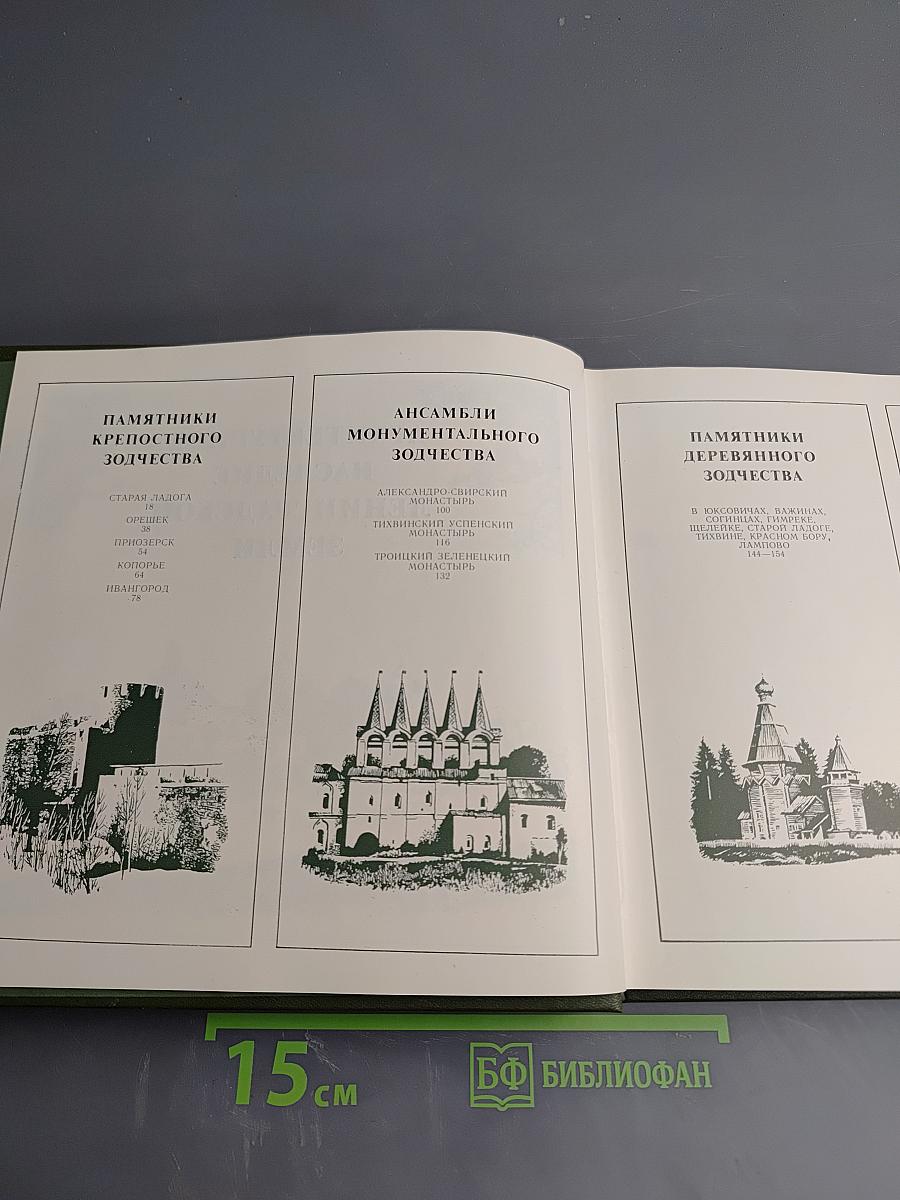 ПАМЯТНИКИ
КРЕПОСТНОГО
ЗОДЧЕСТВА
СТАРАЯ ЛАДОГА
18
ОРЕШЕК
38
ПРИОЗЕРСК
54
КОПОРЬЕ
64
ИВАНГОРОД
78
АНСАМБЛИ
МОНУМЕНТАЛЬНОГО
ЗОДЧЕСТВА
АЛЕКСАНДРО-СВИРСКИЙ
МОНАСТЫРЬ
100
ТИХВИНСКИЙ УСПЕНСКИЙ
МОНАСТЫРЬ
116
ТРОИЦКИЙ ЗЕЛЕНЕЦКИЙ
МОНАСТЫРЬ
132
ПАМЯТНИКИ
ДЕРЕВЯННОГО
ЗОДЧЕСТВА
В ЮКСОВИЧАХ, ВАЖИНАХ,
СОГИНЦАХ, ГИМРЕКЕ,
ЩЕЛЕЙКЕ, СТАРОЙ ЛАДОГЕ,
ТИХВИНЕ, КРАСНОМ БОРУ,
ЛАМПОВО
144—154
15 см
БФ БИБЛИОФАН